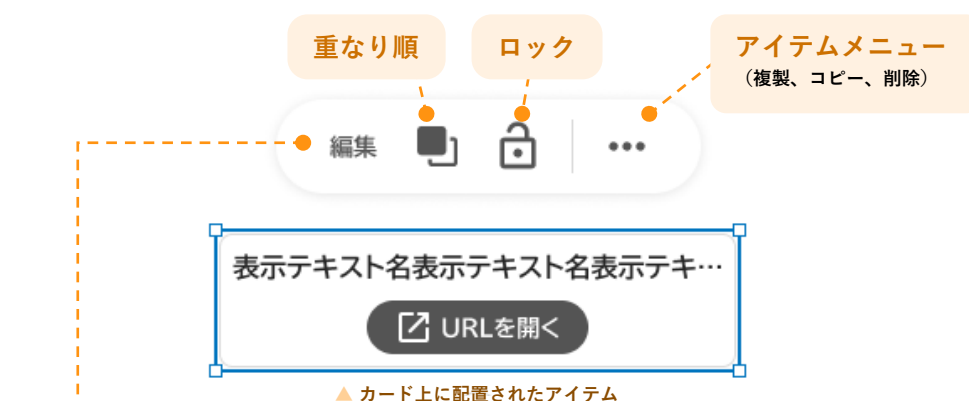 重なり順
ロック
アイテムメニュー
（複製、コピー、削除）
編集
表示テキスト名表示テキスト名表示テキ…
URLを開く
▲ カード上に配置されたアイテム